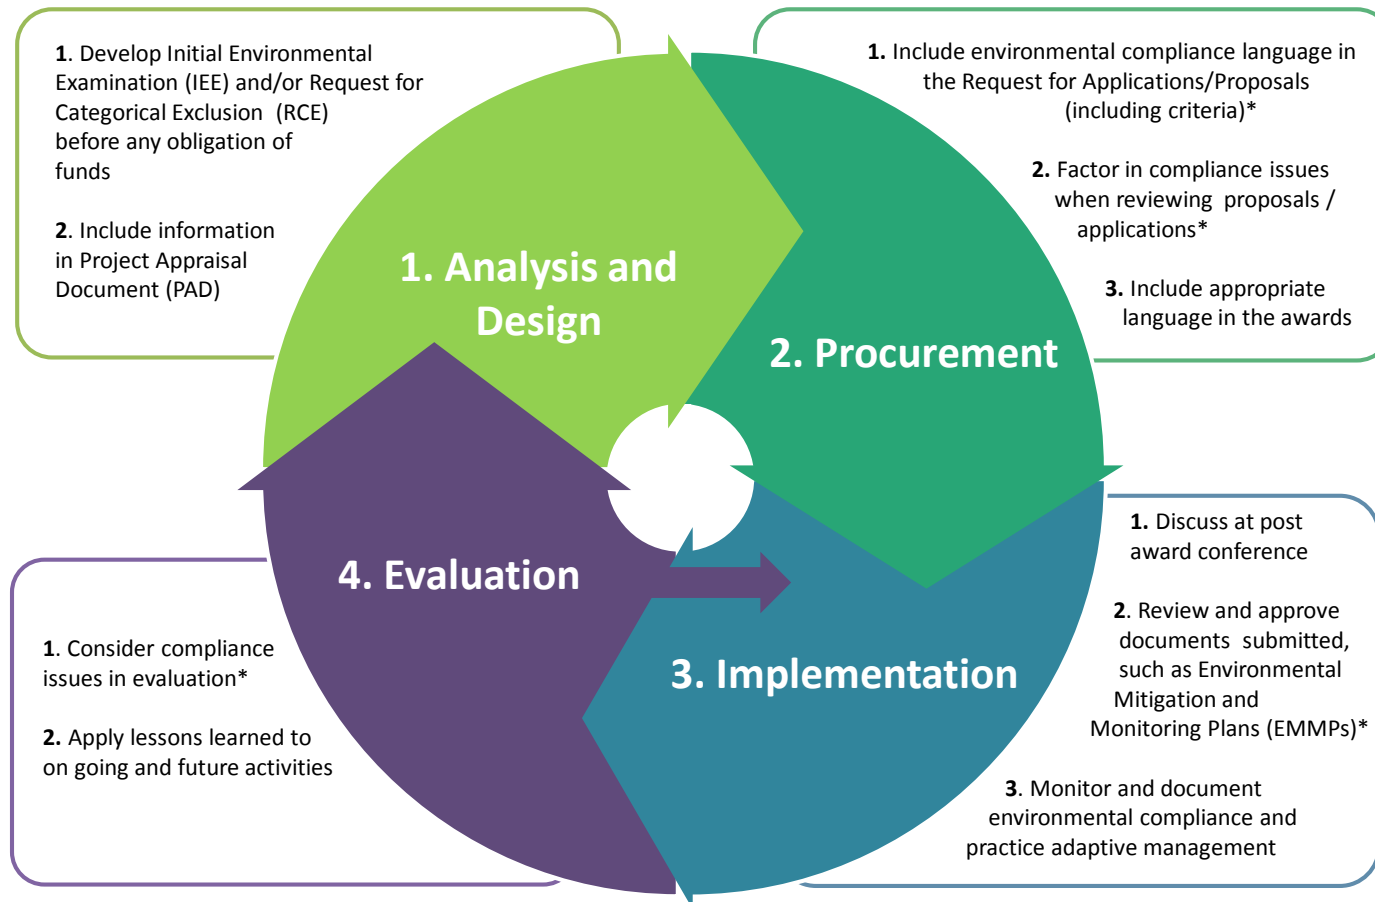 1. Develop Initial Environmental
Examination (IEE) and/or Request for
Categorical Exclusion (RCE)
before any obligation of
funds
2. Include information
in Project Appraisal
Document (PAD)
1. Include environmental compliance language in
the Request for Applications/Proposals
(including criteria)*
2. Factor in compliance issues
when reviewing proposals /
applications*
3. Include appropriate
language in the awards
1. Analysis and
Design
2. Procurement
3. Implementation
4. Evaluation
1. Discuss at post
award conference
2. Review and approve
documents submitted,
such as Environmental
Mitigation and
Monitoring Plans (EMMPs)*
3. Monitor and document
environmental compliance and
practice adaptive management
1. Consider compliance
issues in evaluation*
2. Apply lessons learned to
on going and future activities